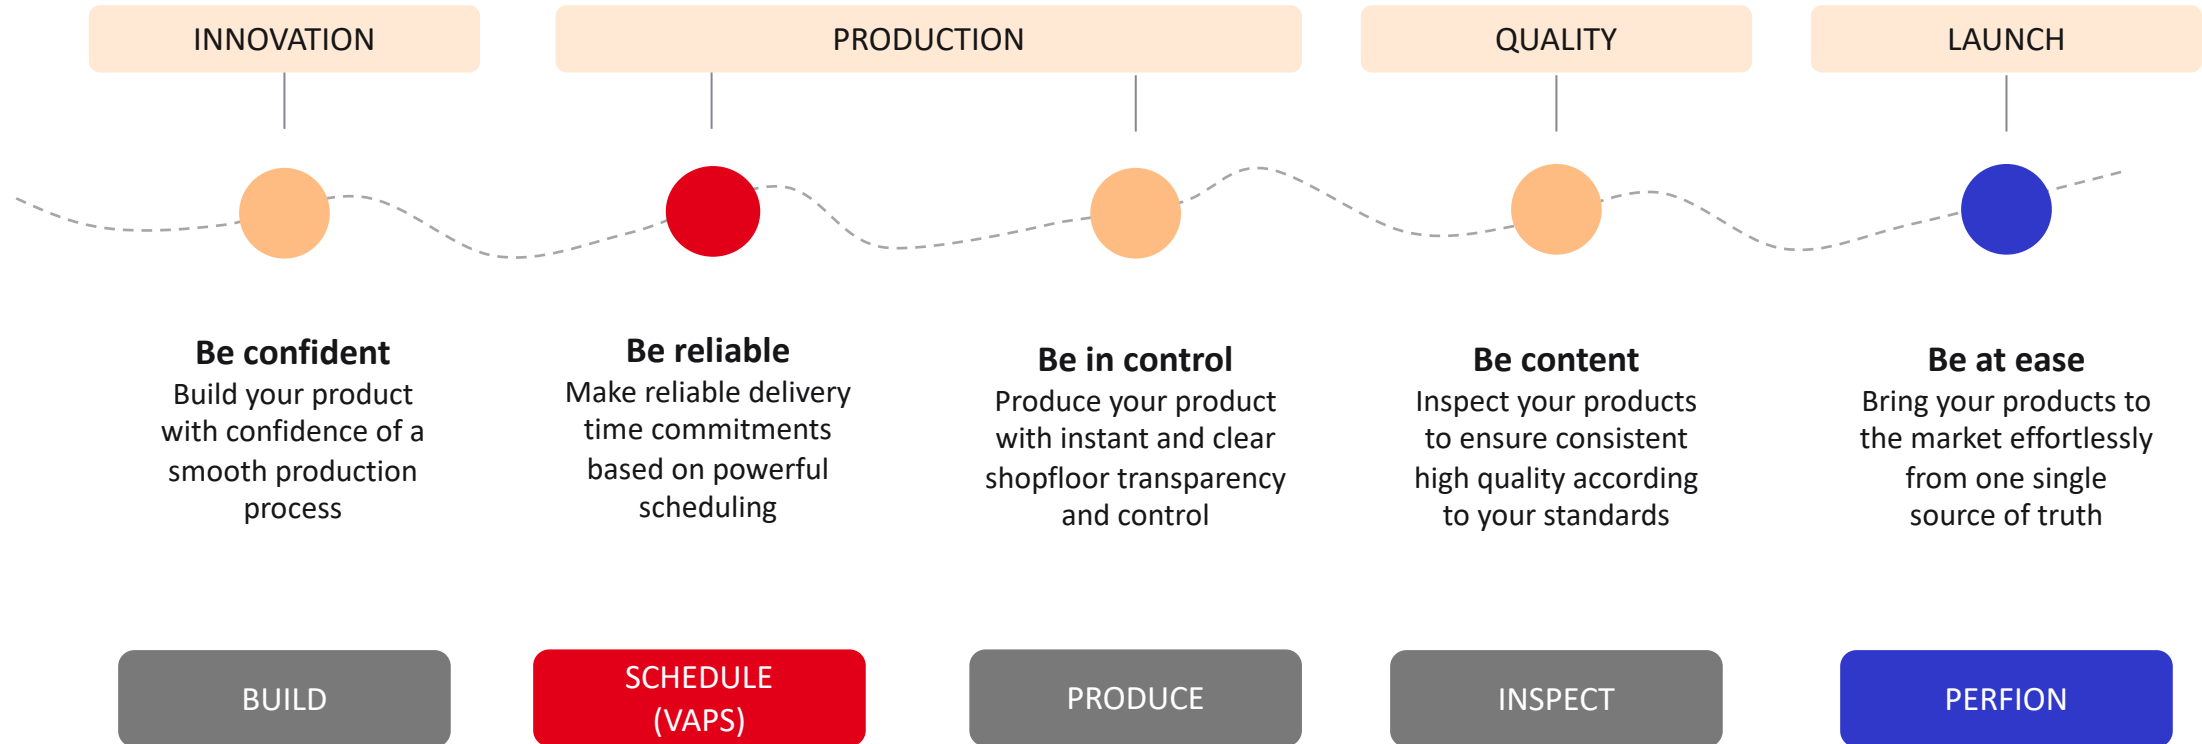 INNOVATION
PRODUCTION
QUALITY
LAUNCH
Be confident
Build your product
with confidence of a
smooth production
process
Be reliable
Make reliable delivery
time commitments
based on powerful
scheduling
Be in control
Produce your product
with instant and clear
shopfloor transparency
and control
Be content
Inspect your products
to ensure consistent
high quality according
to your standards
Be at ease
Bring your products to
the market effortlessly
from one single
source of truth
BUILD
SCHEDULE
(VAPS)
PRODUCE
INSPECT
PERFION